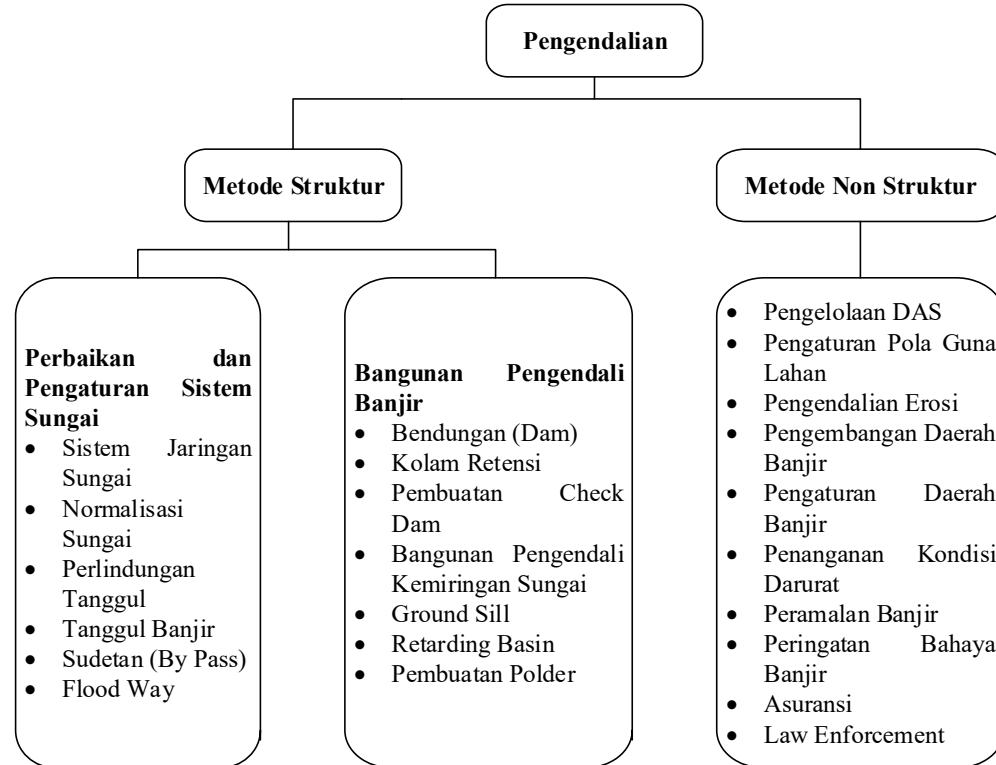 Pengendalian
Metode Struktur
Metode Non Struktur
Perbaikan dan
Pengaturan Sistem
Sungai
• Sistem Jaringan
Sungai
• Normalisasi
Sungai
• Perlindungan
Tanggul
• Tanggul Banjir
• Sudetan (By Pass)
• Flood Way
Bangunan Pengendali
Banjir
• Bendungan (Dam)
• Kolam Retensi
• Pembuatan Check
Dam
• Bangunan Pengendali
Kemiringan Sungai
• Ground Sill
• Retarding Basin
• Pembuatan Polder
• Pengelolaan DAS
• Pengaturan Pola Guna
Lahan
• Pengendalian Erosi
• Pengembangan Daerah
Banjir
• Pengaturan Daerah
Banjir
• Penanganan Kondisi
Darurat
• Peramalan Banjir
• Peringatan Bahaya
Banjir
• Asuransi
• Law Enforcement